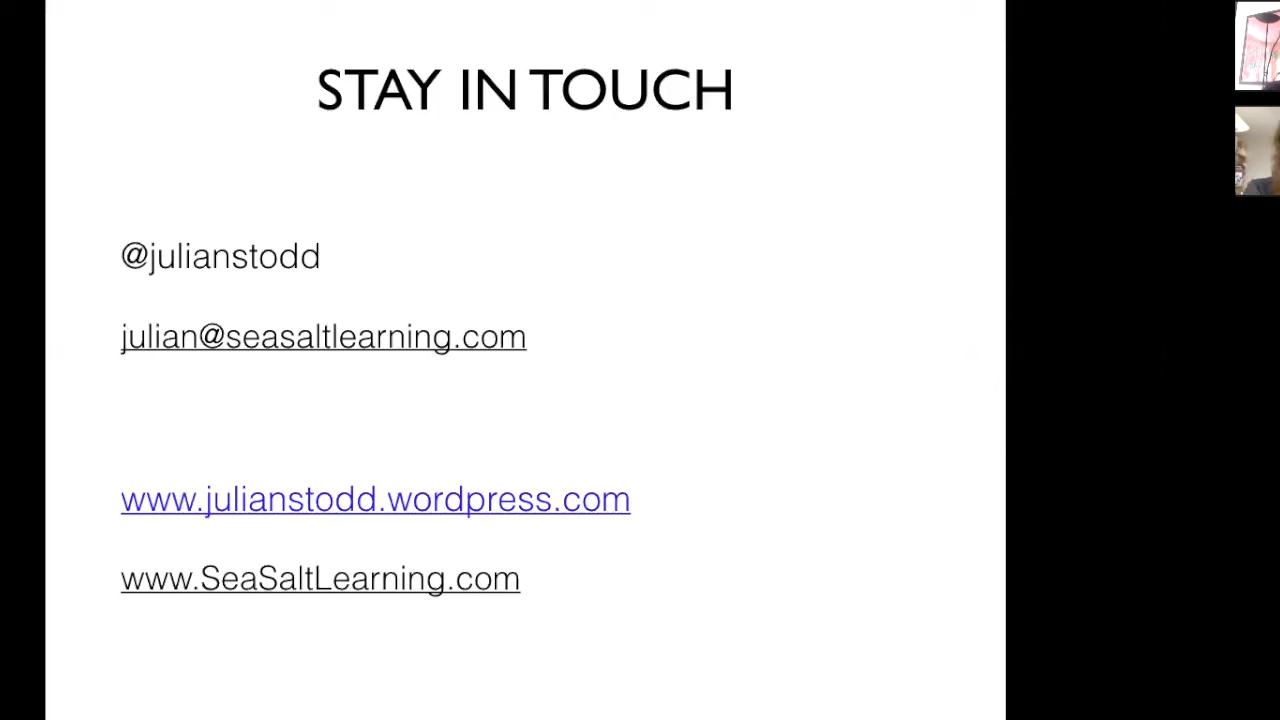 STAY IN TOUCH
@julianstodd
julian@seasaltlearning.com
www.julianstodd.wordpress.com
www.SeaSaltLearning.com